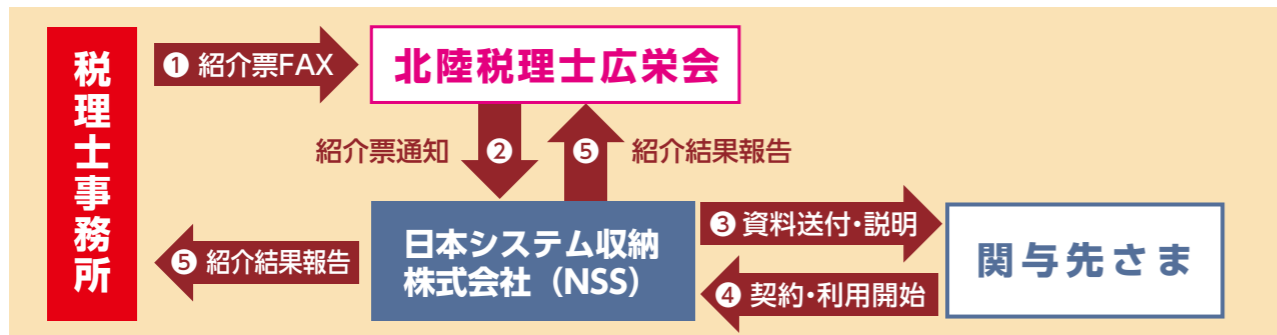 税理士事務所
❶ 紹介票FAX
北陸税理士広栄会
紹介票通知
❷
❺
紹介結果報告
❺ 紹介結果報告
日本システム収納
株式会社（NSS）
❸ 資料送付・説明
❹ 契約・利用開始
関与先さま